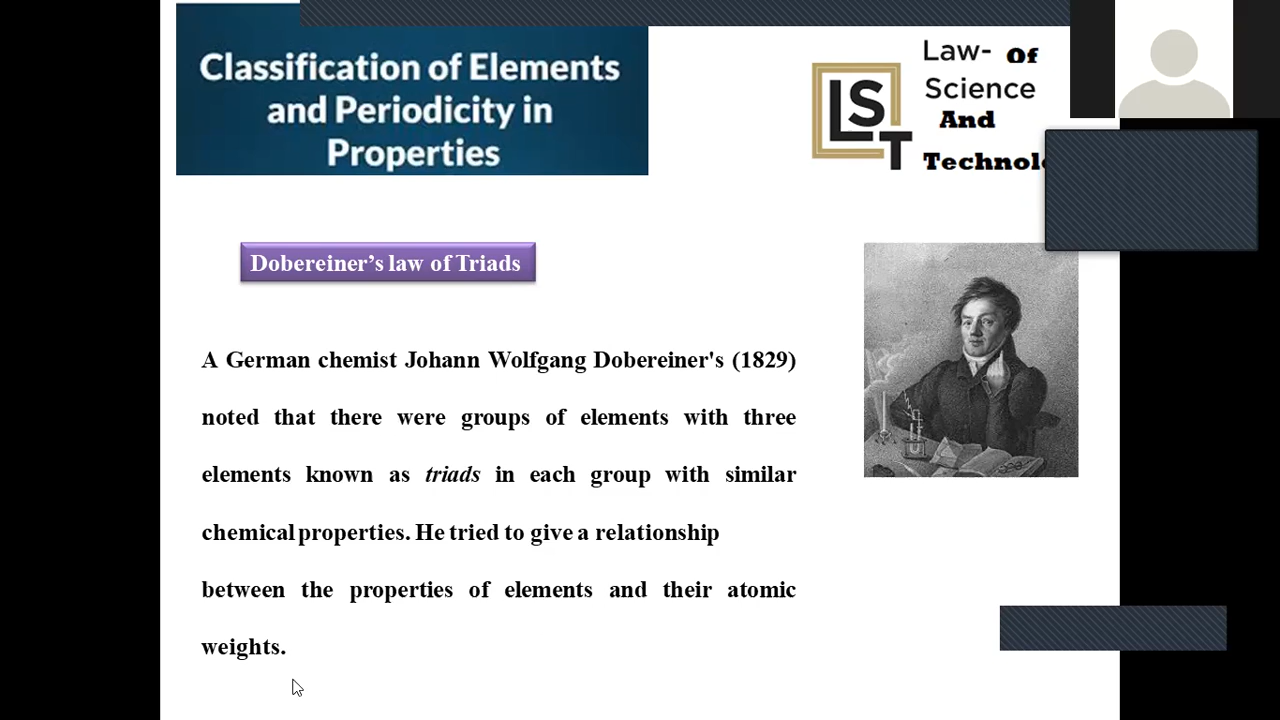 Classification of Elements
and Periodicity in
Properties
LST
Law- Of
Science
And
Dobereiner’s law of Triads
A German chemist Johann Wolfgang Dobereiner's (1829)
noted that there were groups of elements with three
elements known as triads in each group with similar
chemical properties. He tried to give a relationship
between the properties of elements and their atomic
weights.